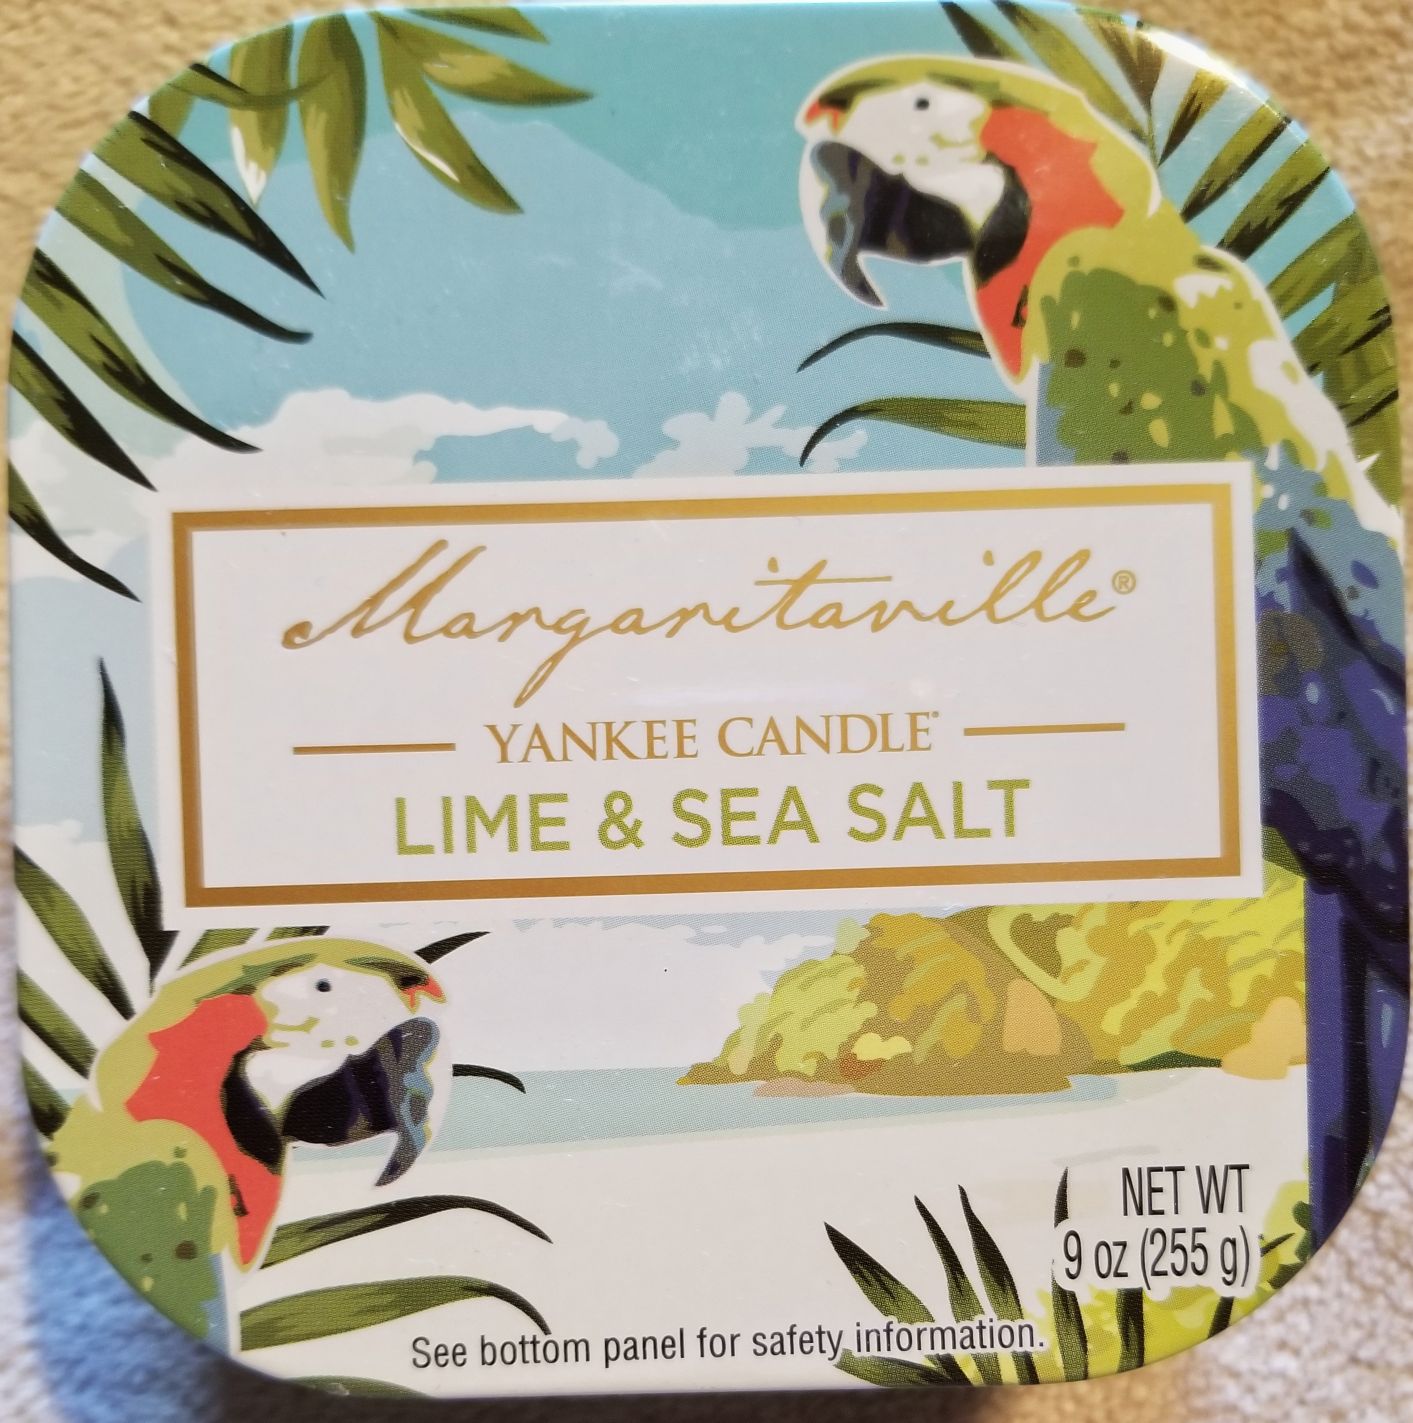 Margaritaville®
YANKEE CANDLE®
LIME & SEA SALT
NET WT
9 oz (255 g)
See bottom panel for safety information.